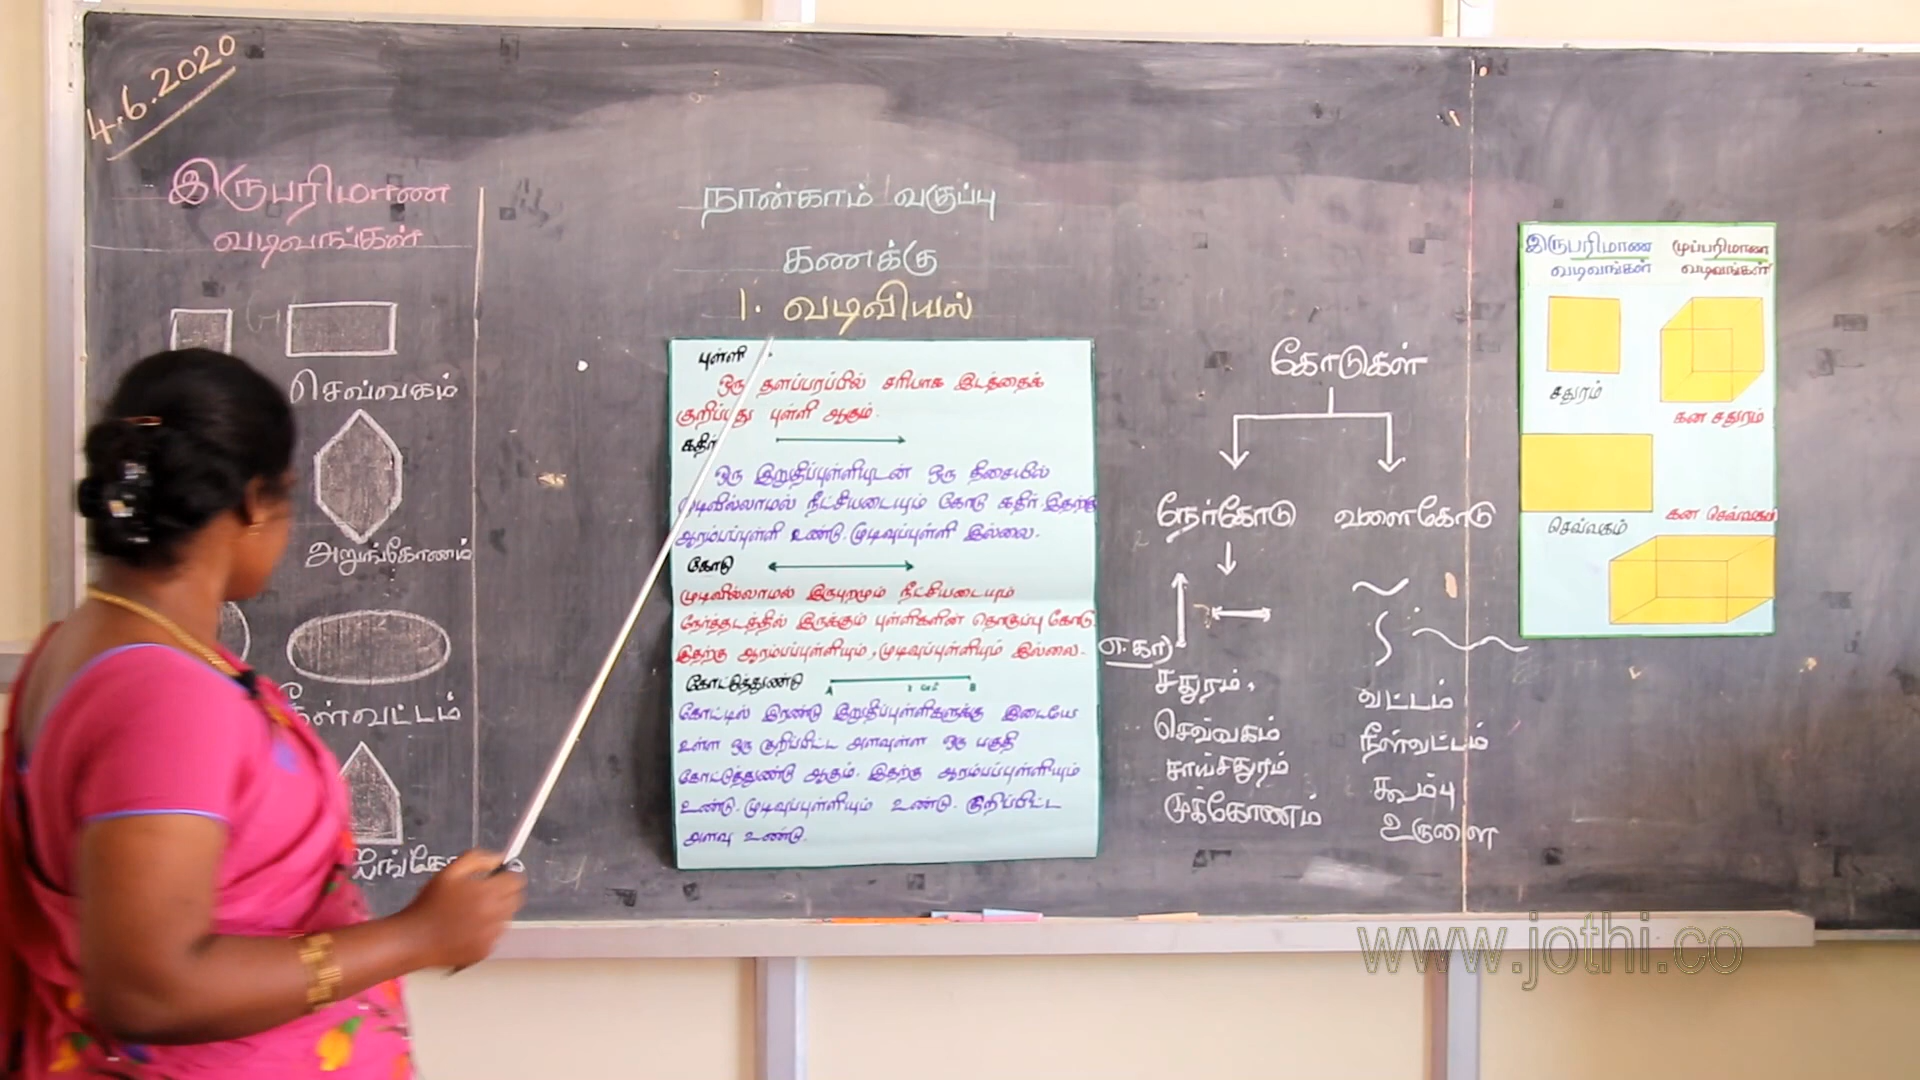 4.6.2020
இருபரிமாண
வடிவங்கள்
செவ்வகம்
அறுங்கோணம்
நீள்வட்டம்
நான்காம் வகுப்பு
கணக்கு
1. வடிவியல்
புள்ளி .
ஒரு தளப்பரப்பில் சரியாக இடத்தைக்
குறிப்பது புள்ளி ஆகும்.
கதிர்
ஒரு இறுதிப்புள்ளியுடன் ஒரு திசையில்
முடிவில்லாமல் நீட்சியடையும் கோடு கதிர். இதற்கு
ஆரம்பப்புள்ளி உண்டு. முடிவுப்புள்ளி இல்லை.
கோடு
முடிவில்லாமல் இருபுறமும் நீட்சியடையும்
நேர்த்தடத்தில் இருக்கும் புள்ளிகளின் தொகுப்பு கோடு.
இதற்கு ஆரம்பப்புள்ளியும், முடிவுப்புள்ளியும் இல்லை.
கோட்டுத்துண்டு
A B
கோட்டில் இரண்டு இறுதிப்புள்ளிகளுக்கு இடையே
உள்ள ஒரு குறிப்பிட்ட அளவுள்ள ஒரு பகுதி
கோட்டுத்துண்டு ஆகும். இதற்கு ஆரம்பப்புள்ளியும்
உண்டு. முடிவுப்புள்ளியும் உண்டு. குறிப்பிட்ட
அளவு உண்டு.
கோடுகள்
நேர்கோடு வளைகோடு
எ.கா)
சதுரம்,
செவ்வகம்
சாய்சதுரம்
முக்கோணம்
வட்டம்
நீள்வட்டம்
கூம்பு
உருளை
இருபரிமாண
வடிவங்கள்
முப்பரிமாண
வடிவங்கள்
சதுரம்
கன சதுரம்
செவ்வகம்
கன செவ்வகம்
www.jothi.co